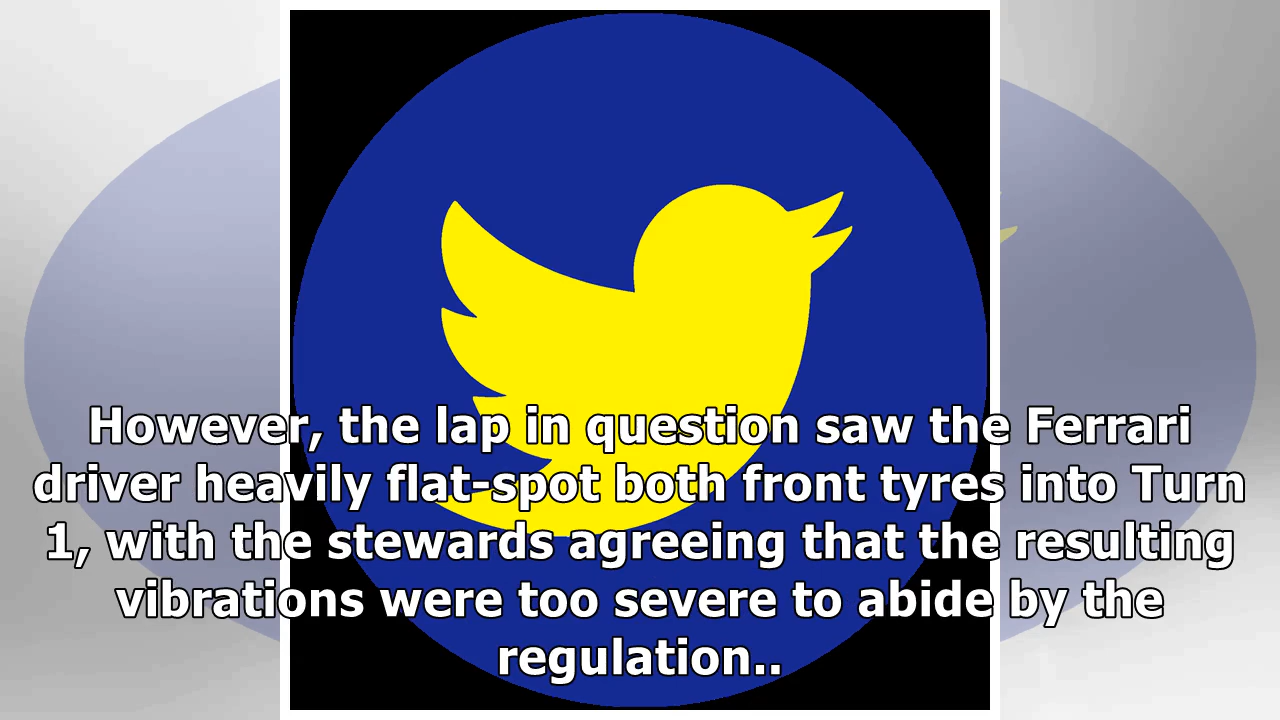 However, the lap in question saw the Ferrari
driver heavily flat-spot both front tyres into Turn
1, with the stewards agreeing that the resulting
vibrations were too severe to abide by the
regulation..